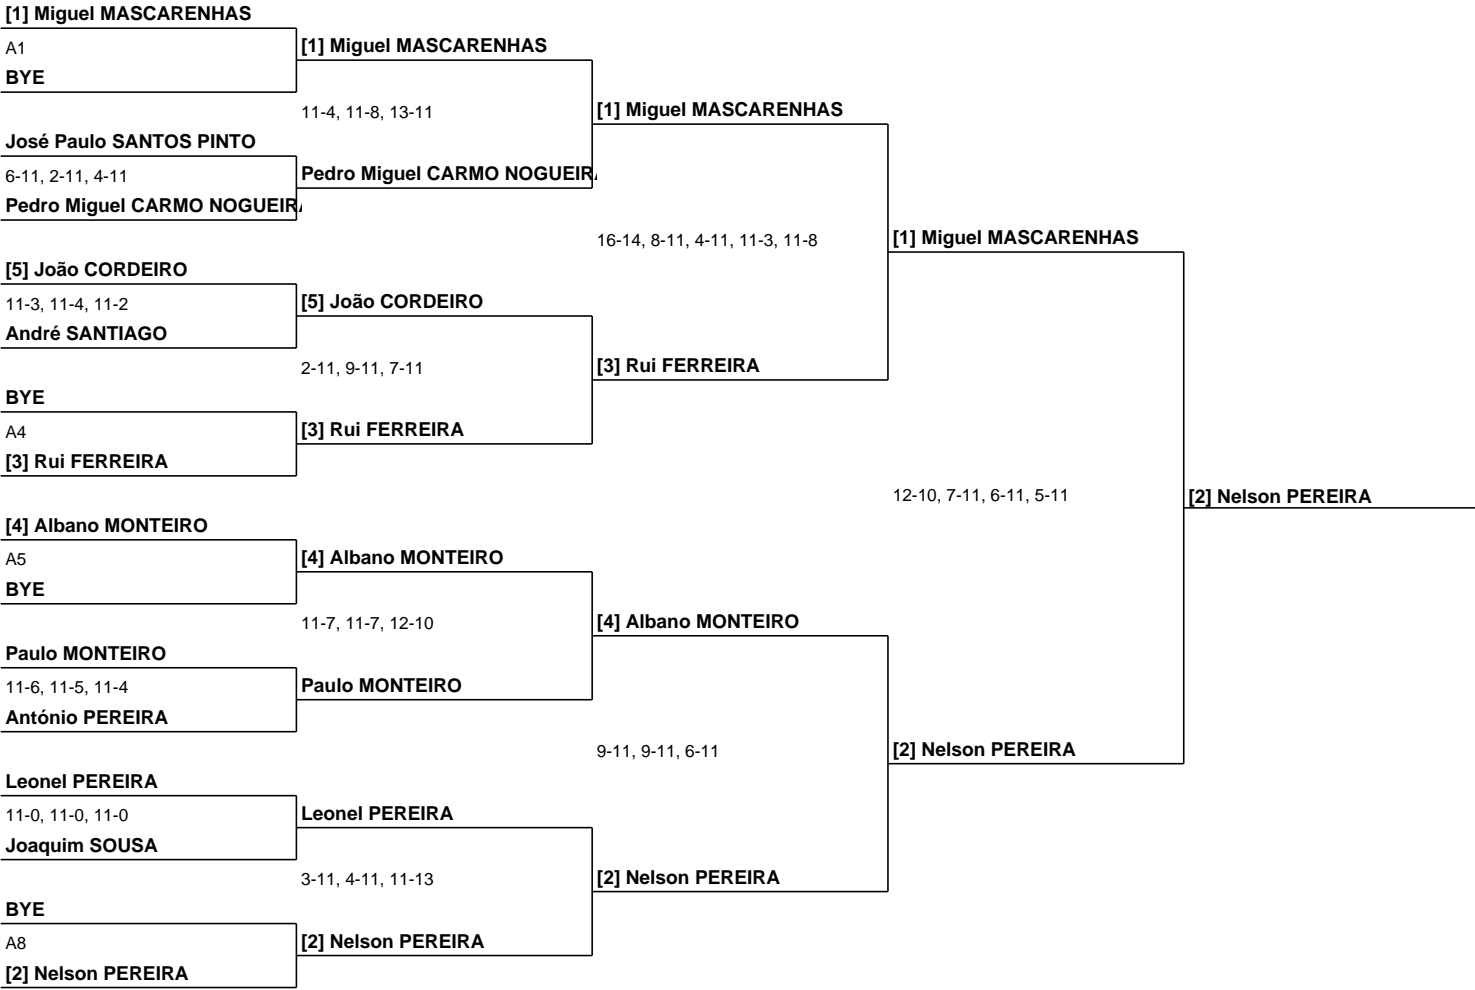 [1] Miguel MASCARENHAS
A1
[1] Miguel MASCARENHAS
BYE
11-4, 11-8, 13-11
[1] Miguel MASCARENHAS
José Paulo SANTOS PINTO
6-11, 2-11, 4-11
Pedro Miguel CARMO NOGUEIR
Pedro Miguel CARMO NOGUEIR
16-14, 8-11, 4-11, 11-3, 11-8
[1] Miguel MASCARENHAS
[5] João CORDEIRO
11-3, 11-4, 11-2
[5] João CORDEIRO
André SANTIAGO
2-11, 9-11, 7-11
[3] Rui FERREIRA
BYE
A4
[3] Rui FERREIRA
[3] Rui FERREIRA
12-10, 7-11, 6-11, 5-11
[2] Nelson PEREIRA
[4] Albano MONTEIRO
A5
[4] Albano MONTEIRO
BYE
11-7, 11-7, 12-10
[4] Albano MONTEIRO
Paulo MONTEIRO
11-6, 11-5, 11-4
Paulo MONTEIRO
António PEREIRA
9-11, 9-11, 6-11
[2] Nelson PEREIRA
Leonel PEREIRA
11-0, 11-0, 11-0
Leonel PEREIRA
Joaquim SOUSA
3-11, 4-11, 11-13
[2] Nelson PEREIRA
BYE
A8
[2] Nelson PEREIRA
[2] Nelson PEREIRA